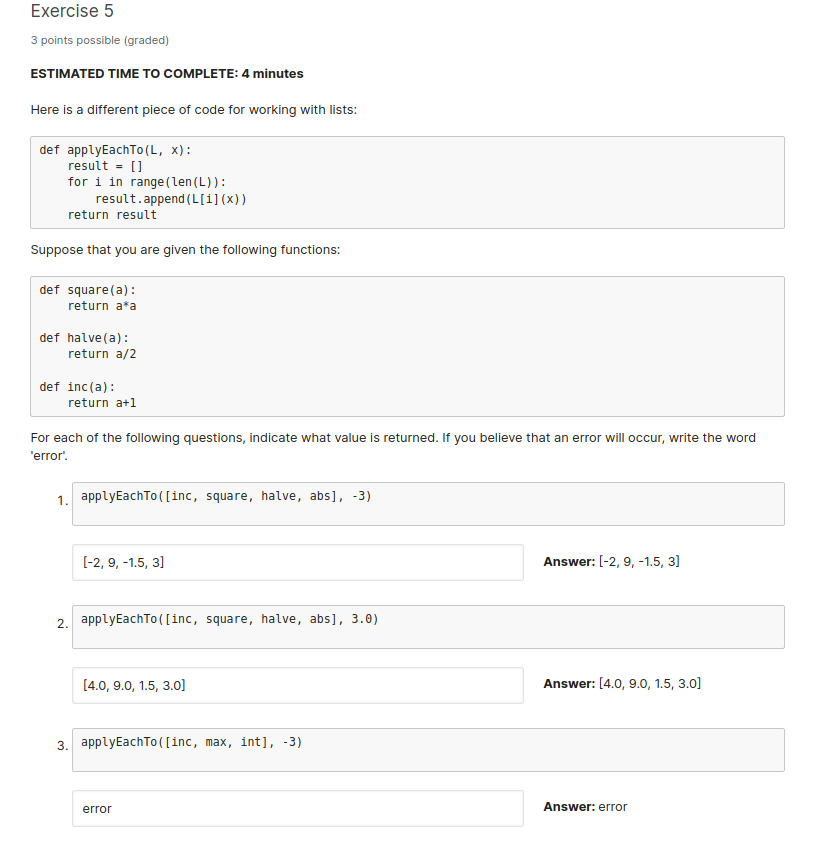 Exercise 5
3 points possible (graded)
ESTIMATED TIME TO COMPLETE: 4 minutes
Here is a different piece of code for working with lists:
def applyEachTo(L, x):
    result = []
    for i in range(len(L)):
        result.append(L[i](x))
    return result
Suppose that you are given the following functions:
def square(a):
    return a*a
def halve(a):
    return a/2
def inc(a):
    return a+1
For each of the following questions, indicate what value is returned. If you believe that an error will occur, write the word
'error'.
1. applyEachTo([inc, square, halve, abs], -3)
[-2, 9, -1.5, 3] Answer: [-2, 9, -1.5, 3]
2. applyEachTo([inc, square, halve, abs], 3.0)
[4.0, 9.0, 1.5, 3.0] Answer: [4.0, 9.0, 1.5, 3.0]
3. applyEachTo([inc, max, int], -3)
error Answer: error